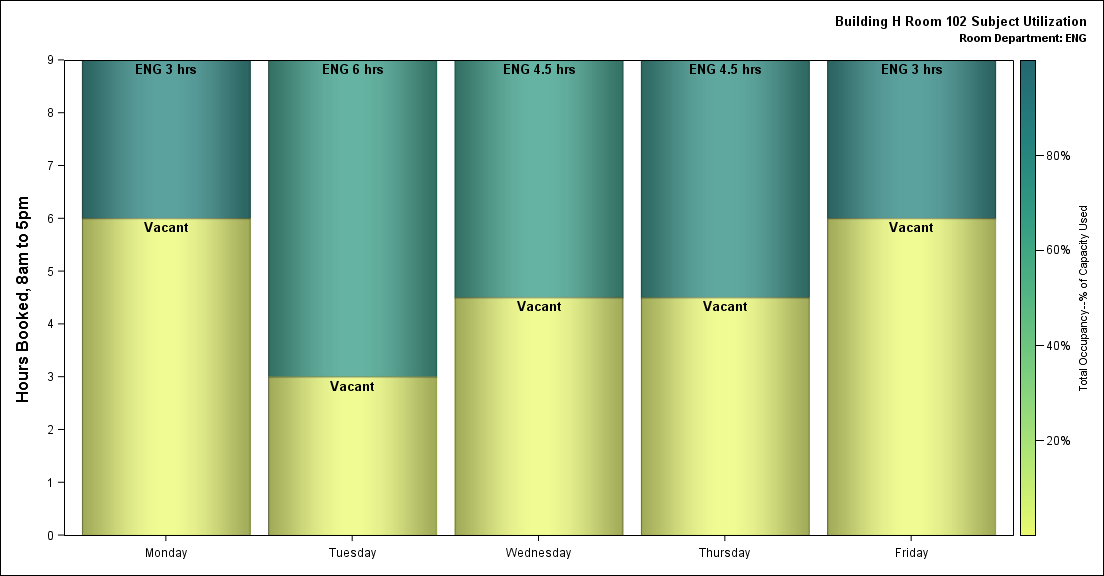 Building H Room 102 Subject Utilization
Room Department: ENG
Hours Booked, 8am to 5pm
9
8
7
6
5
4
3
2
1
0
ENG 3 hrs
Vacant
ENG 6 hrs
Vacant
ENG 4.5 hrs
Vacant
ENG 4.5 hrs
Vacant
ENG 3 hrs
Vacant
Monday
Tuesday
Wednesday
Thursday
Friday
80%
60%
40%
20%
Total Occupancy--% of Capacity Used